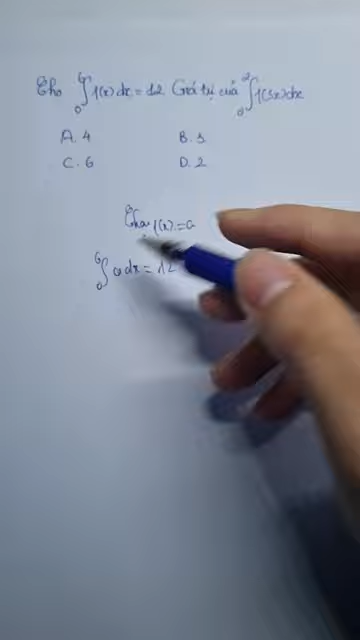 Cho ∫₀⁶ f(x)dx = 12 Giá trị của ∫₀² f(3x)dx
A. 4 B. 3
C. 6 D. 2
Cho f(x) = a
∫₀⁶ a dx = 12